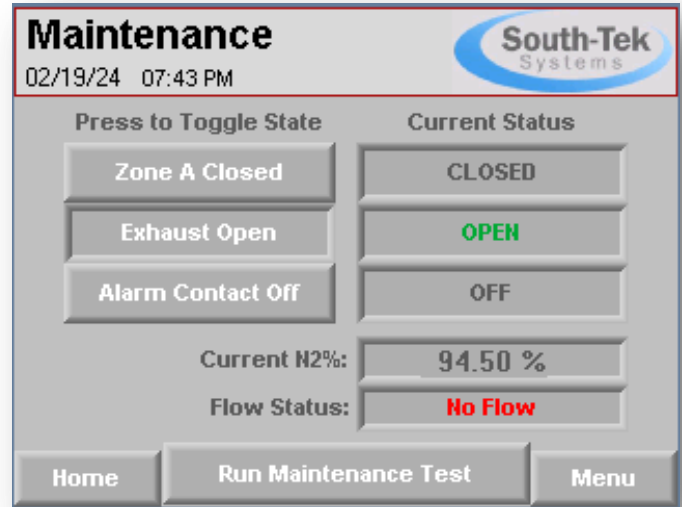 Maintenance
South-Tek
Systems
02/19/24 07:43 PM
Press to Toggle State Current Status
Zone A Closed CLOSED
Exhaust Open OPEN
Alarm Contact Off OFF
Current N2%: 94.50 %
Flow Status: No Flow
Home Run Maintenance Test Menu